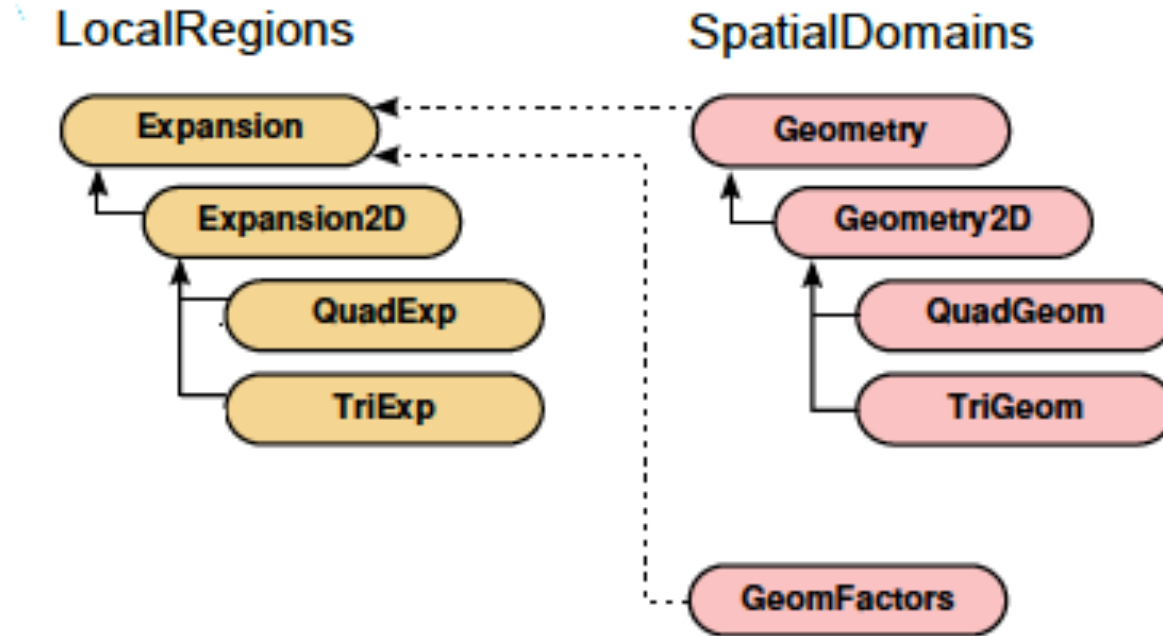 LocalRegions
SpatialDomains
Expansion
Geometry
Expansion2D
Geometry2D
QuadExp
QuadGeom
TriExp
TriGeom
GeomFactors